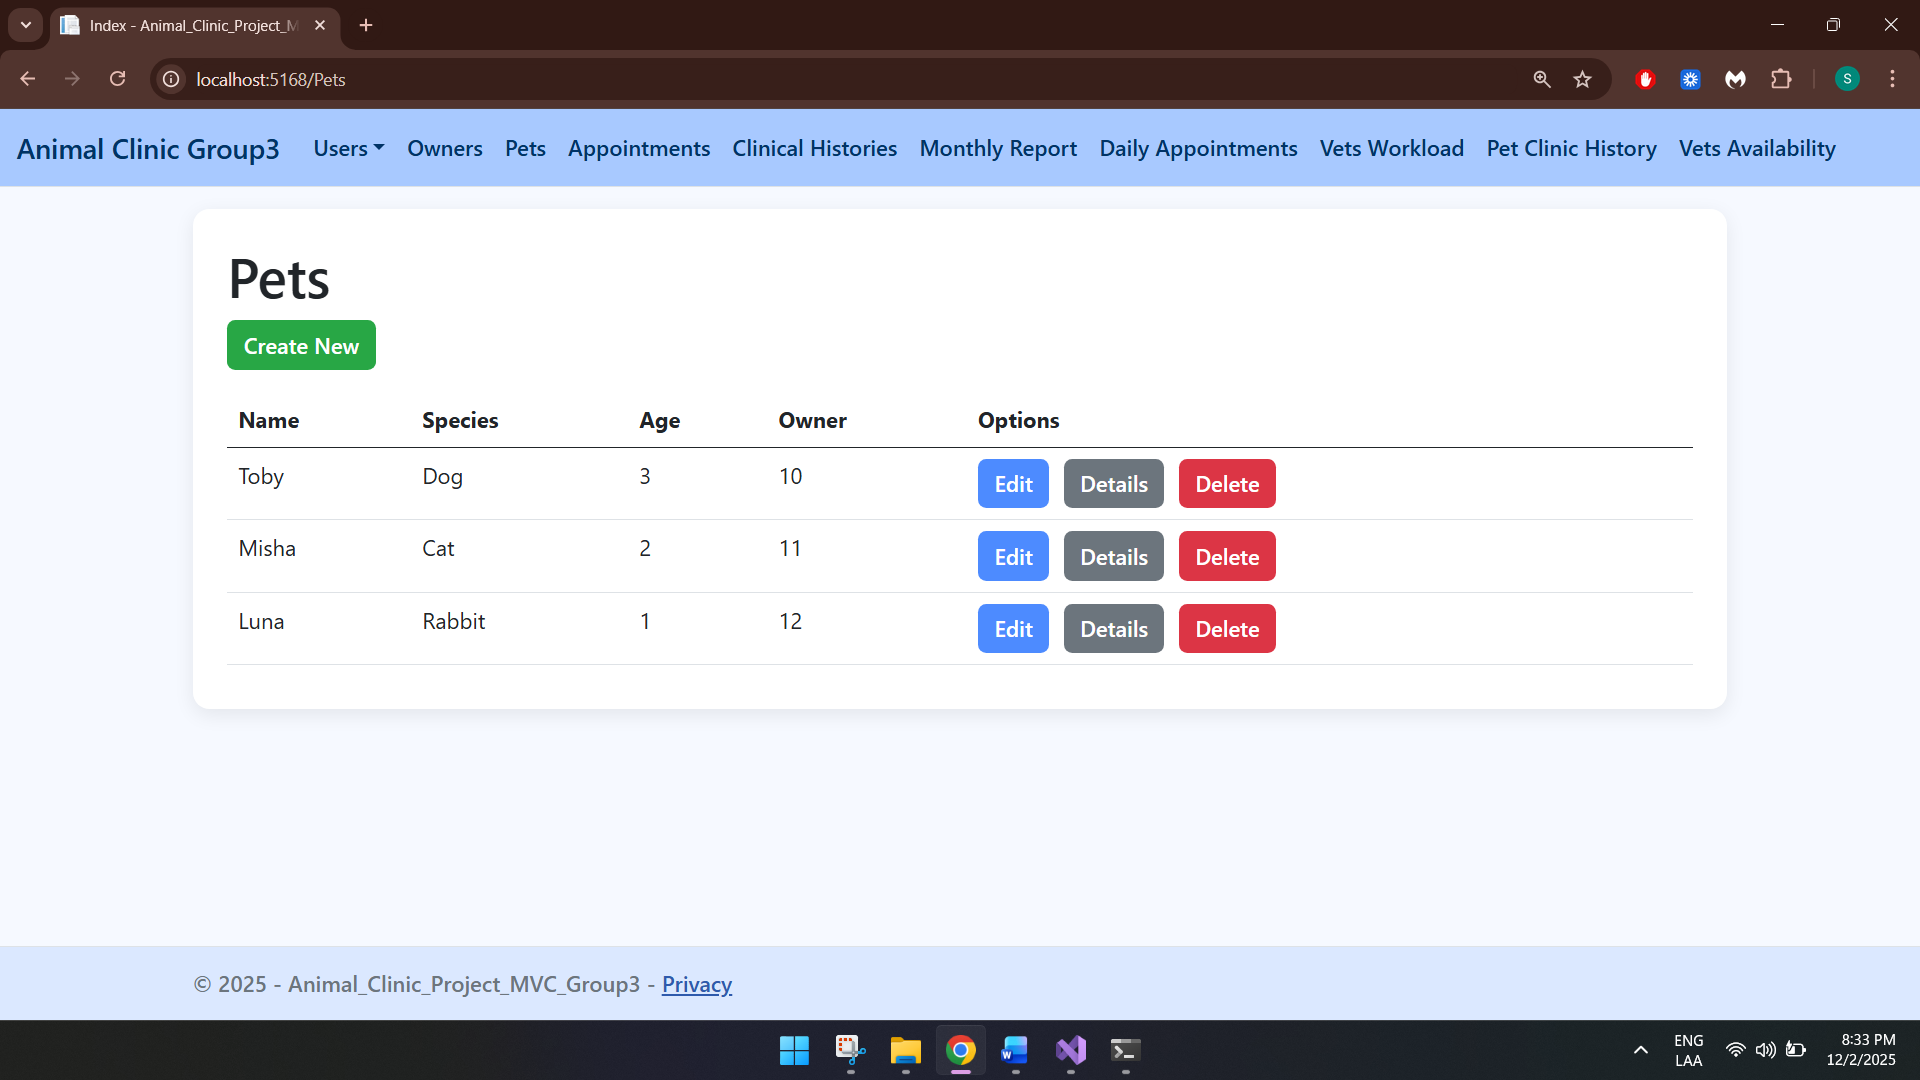 Index - Animal_Clinic_Project_M
localhost:5168/Pets
S
Animal Clinic Group3 Users Owners Pets Appointments Clinical Histories Monthly Report Daily Appointments Vets Workload Pet Clinic History Vets Availability
Pets
Create New
Name Species Age Owner Options
Toby Dog 3 10 Edit Details Delete
Misha Cat 2 11 Edit Details Delete
Luna Rabbit 1 12 Edit Details Delete
© 2025 - Animal_Clinic_Project_MVC_Group3 - Privacy
ENG 8:33 PM
LAA 12/2/2025